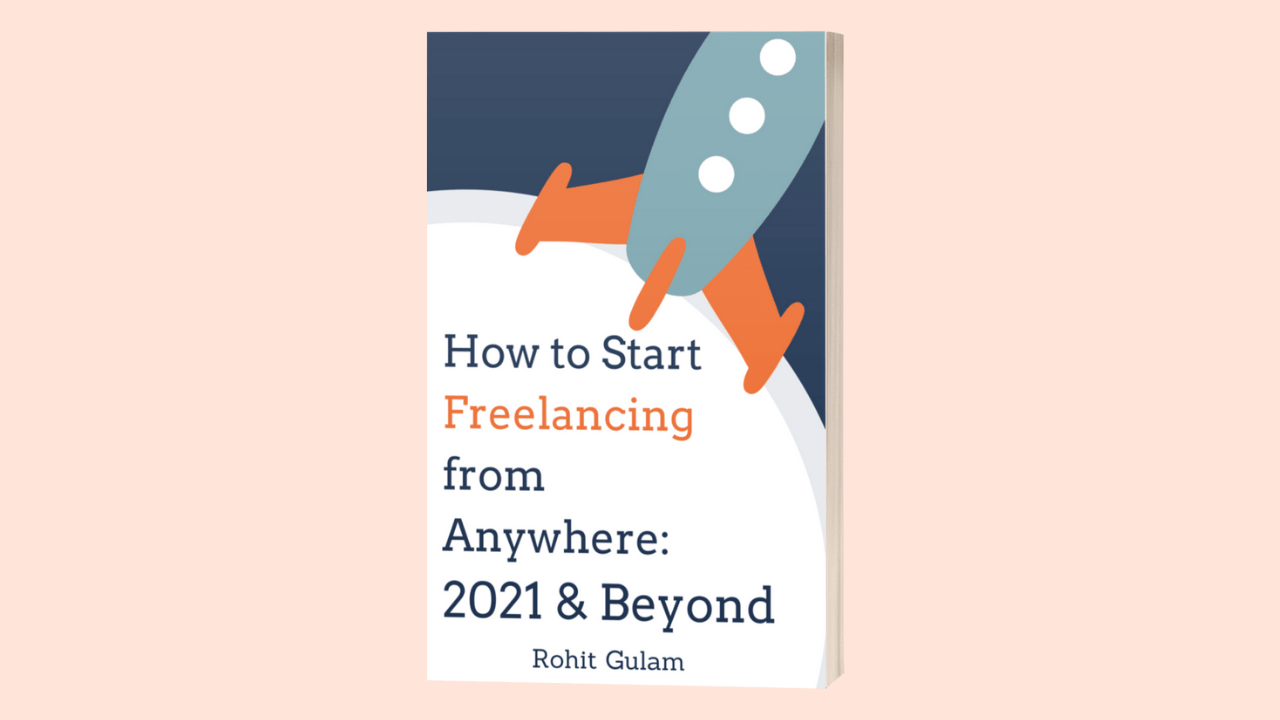 How to Start
Freelancing
from
Anywhere:
2021 & Beyond
Rohit Gulam